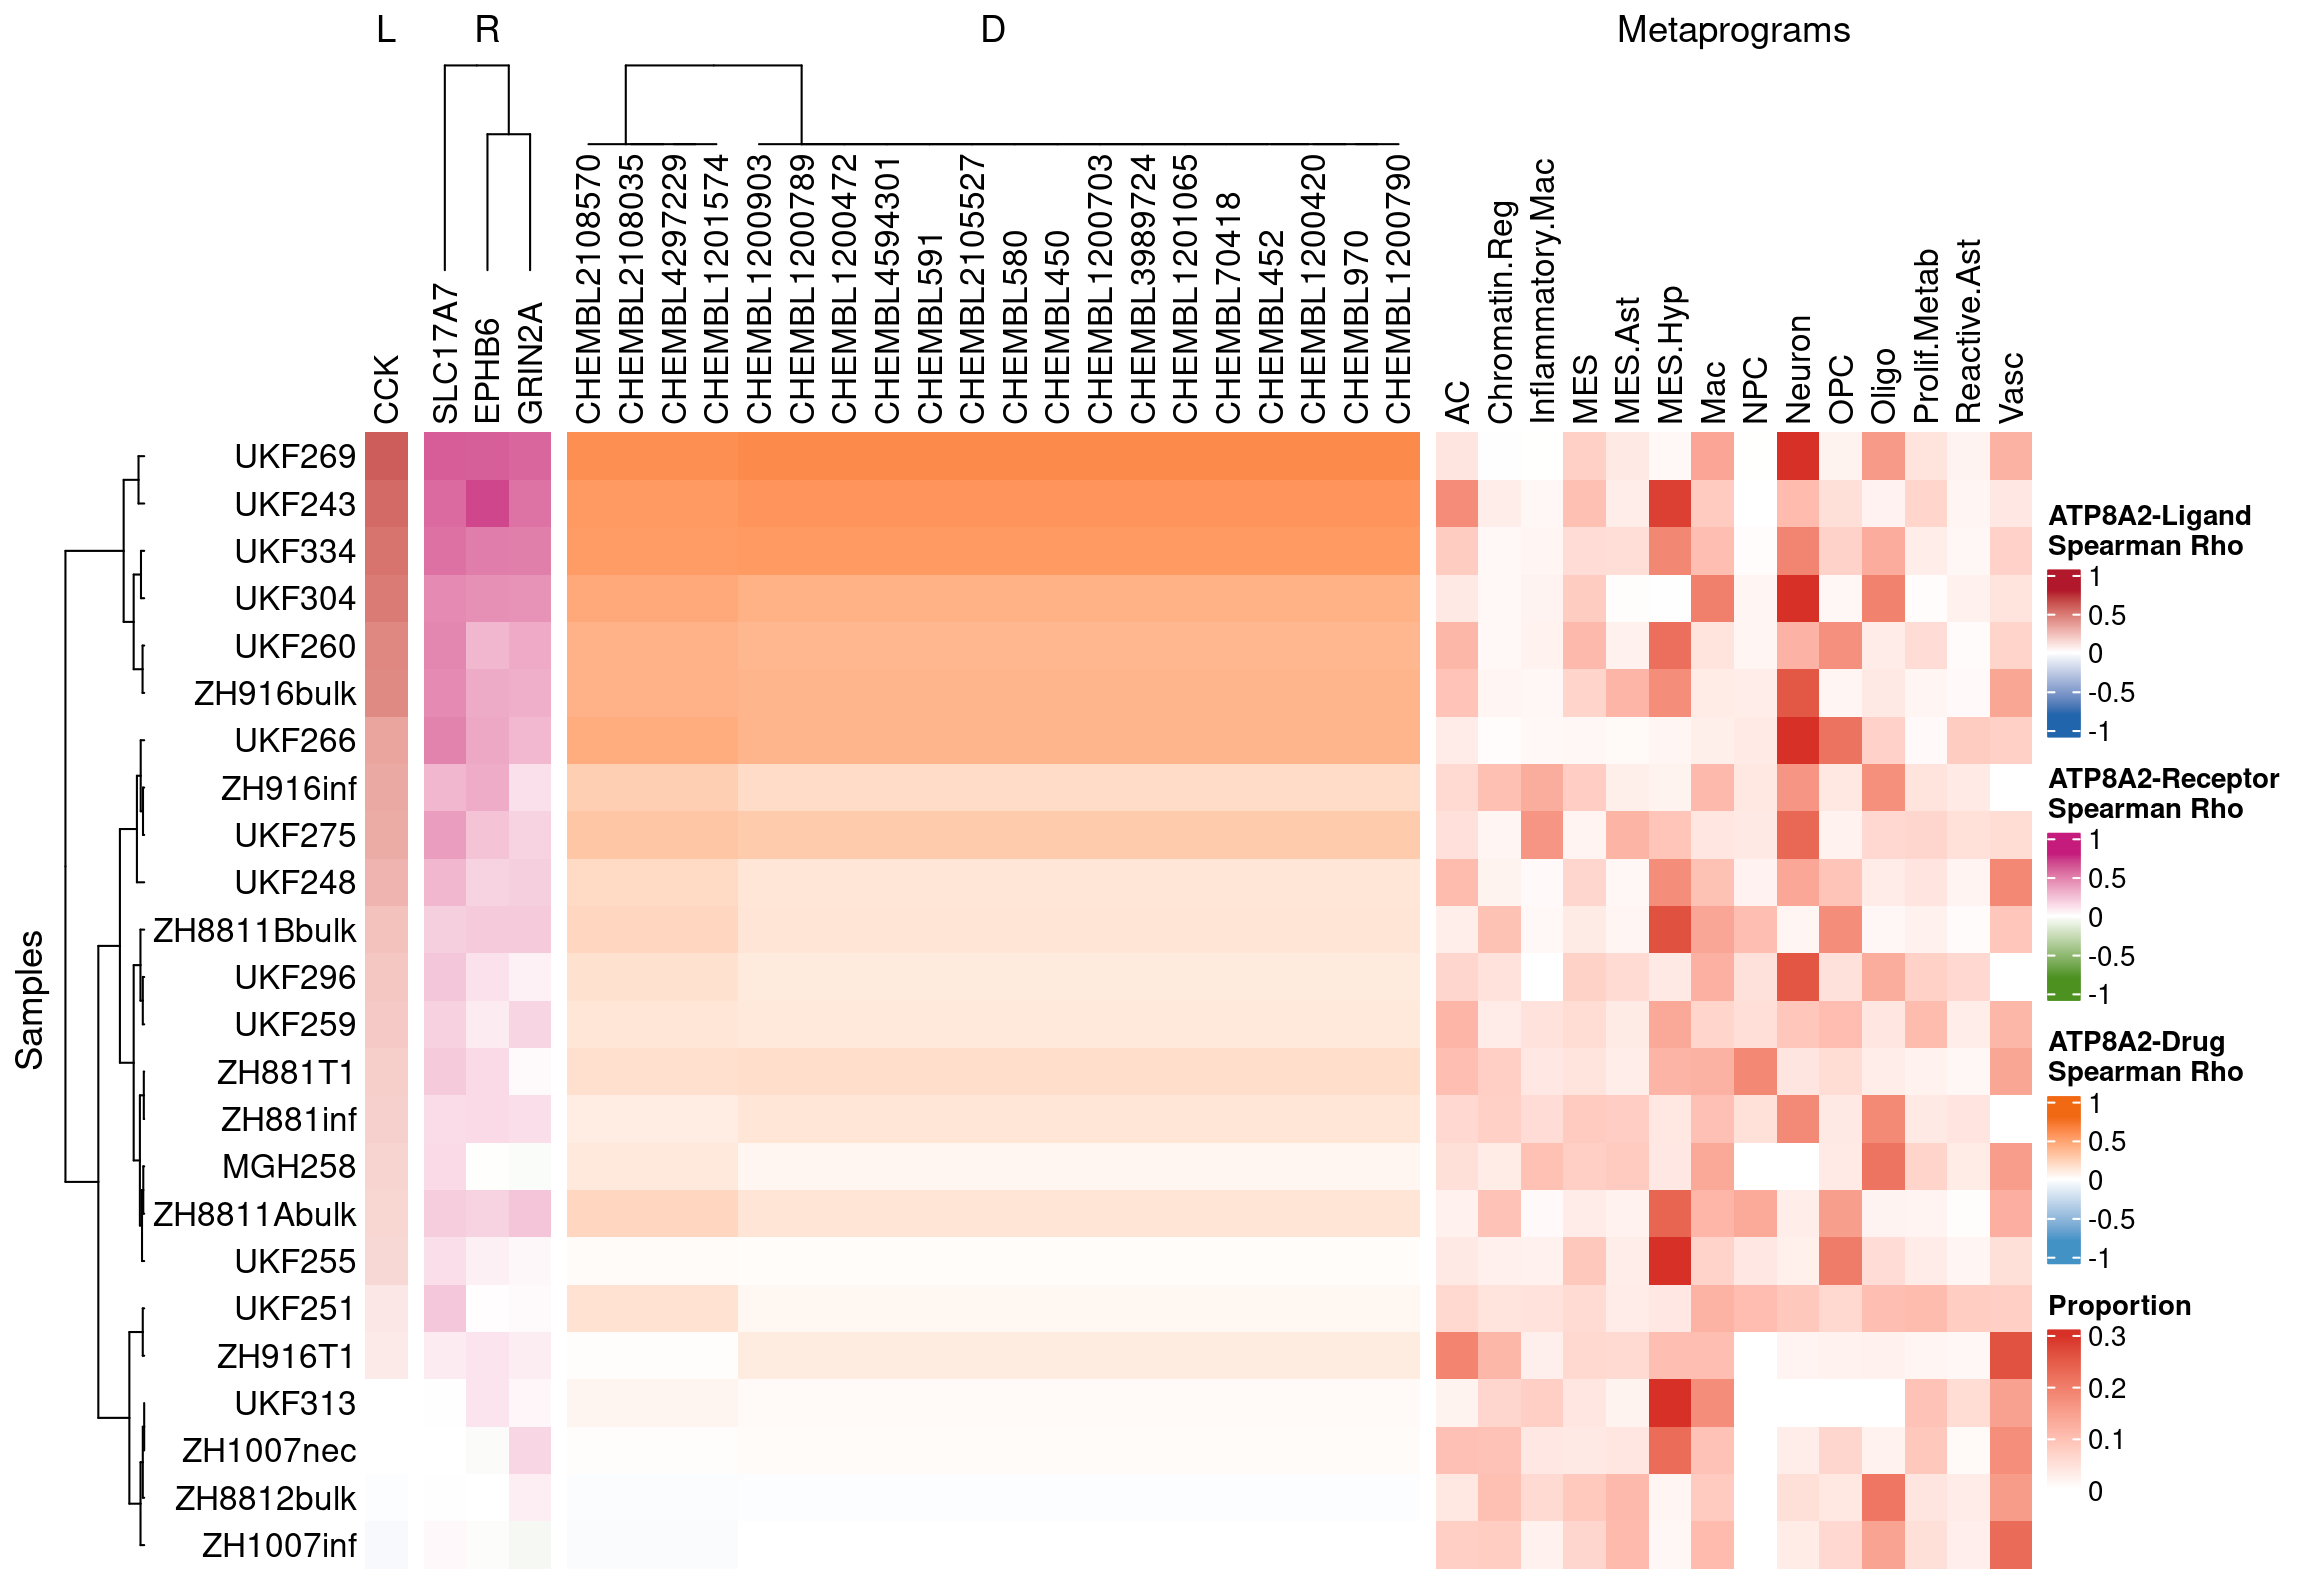 L
R
D
Metaprograms
CCK
SLC17A7
EPHB6
GRIN2A
CHEMBL2108570
CHEMBL2108035
CHEMBL4297229
CHEMBL1201574
CHEMBL1200903
CHEMBL1200789
CHEMBL1200472
CHEMBL4594301
CHEMBL591
CHEMBL2105527
CHEMBL580
CHEMBL450
CHEMBL1200703
CHEMBL3989724
CHEMBL1201065
CHEMBL70418
CHEMBL452
CHEMBL1200420
CHEMBL970
CHEMBL1200790
AC
Chromatin.Reg
Inflammatory.Mac
MES
MES.Ast
MES.Hyp
Mac
NPC
Neuron
OPC
Oligo
Prolif.Metab
Reactive.Ast
Vasc
Samples
UKF269
UKF243
UKF334
UKF304
UKF260
ZH916bulk
UKF266
ZH916inf
UKF275
UKF248
ZH8811Bbulk
UKF296
UKF259
ZH881T1
ZH881inf
MGH258
ZH8811Abulk
UKF255
UKF251
ZH916T1
UKF313
ZH1007nec
ZH8812bulk
ZH1007inf
ATP8A2-Ligand
Spearman Rho
1
0.5
0
-0.5
-1
ATP8A2-Receptor
Spearman Rho
1
0.5
0
-0.5
-1
ATP8A2-Drug
Spearman Rho
1
0.5
0
-0.5
-1
Proportion
0.3
0.2
0.1
0